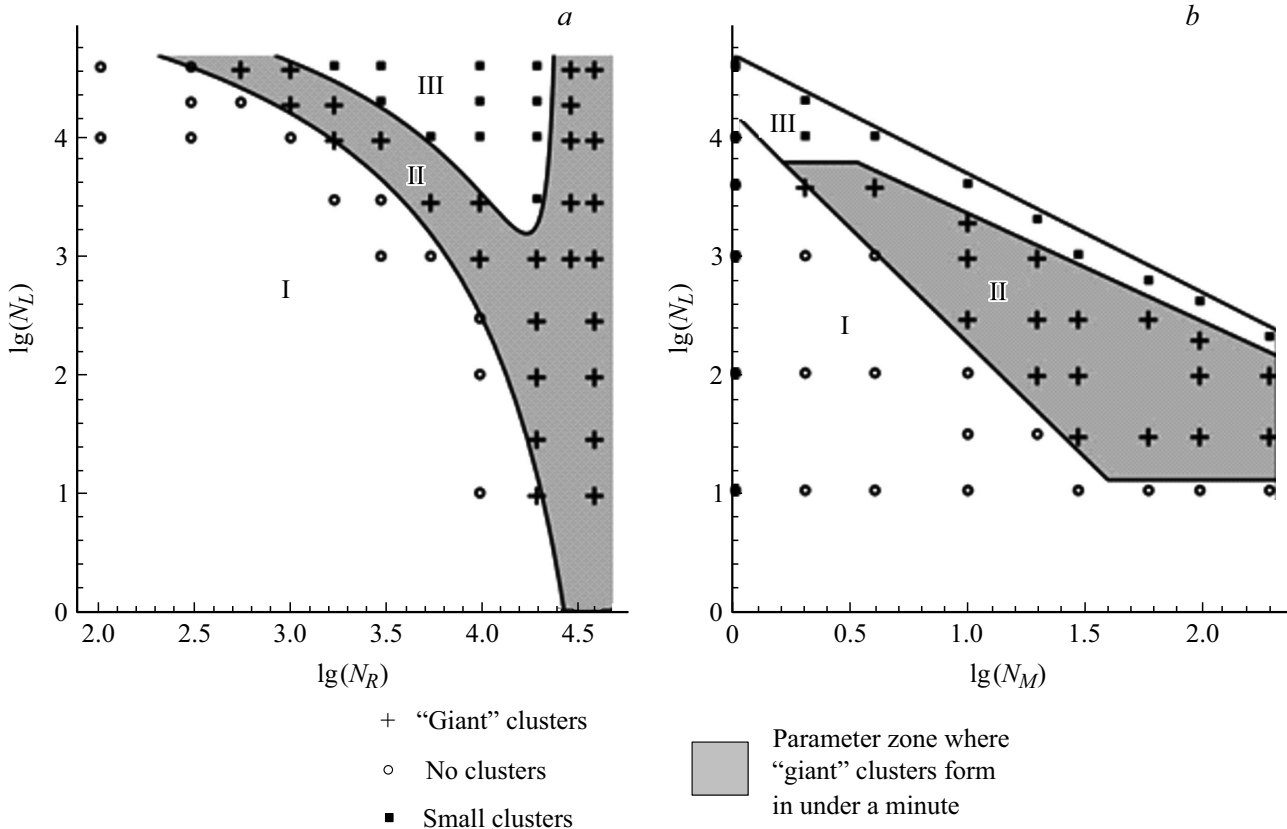 a
b
III
II
I
lg(N_L)
4
3
2
1
0
2.0 2.5 3.0 3.5 4.0 4.5
lg(N_R)
III
II
I
lg(N_L)
4
3
2
1
0
0 0.5 1.0 1.5 2.0
lg(N_M)
“Giant” clusters
No clusters
Small clusters
Parameter zone where
“giant” clusters form
in under a minute